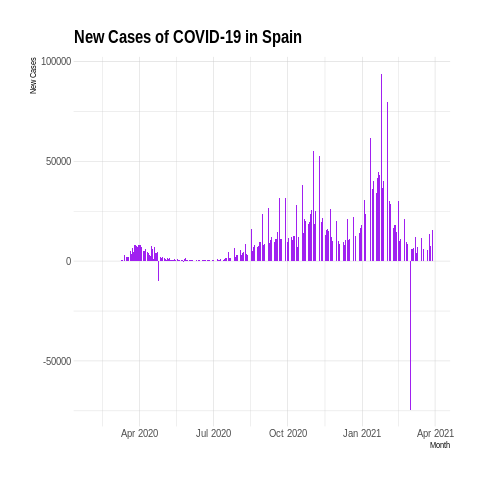 New Cases of COVID-19 in Spain
New Cases
100000
50000
0
-50000
Apr 2020 Jul 2020 Oct 2020 Jan 2021 Apr 2021
Month